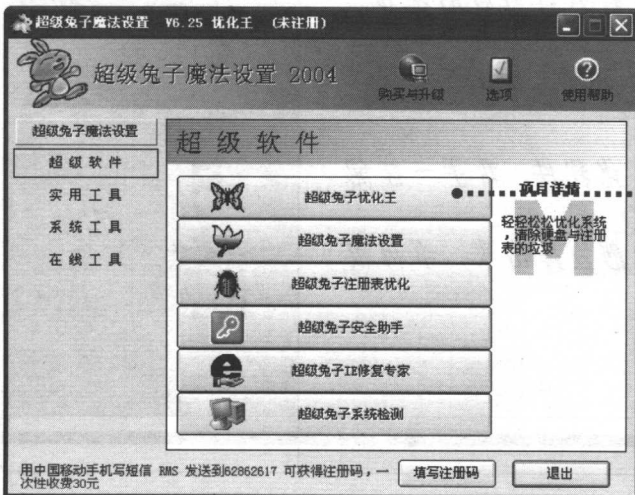 超级兔子魔法设置 V6.25 优化王 (未注册)
超级兔子魔法设置 2004
购买与升级
选项
使用帮助
超级兔子魔法设置
超级软件
实用工具
系统工具
在线工具
超级软件
超级兔子优化王
超级兔子魔法设置
超级兔子注册表优化
超级兔子安全助手
超级兔子IE修复专家
超级兔子系统检测
项目详情
轻轻松松优化系统
,清除硬盘与注册
表的垃圾
用中国移动手机写短信 RMS 发送到62862617 可获得注册码,一
次性收费30元
填写注册码
退出